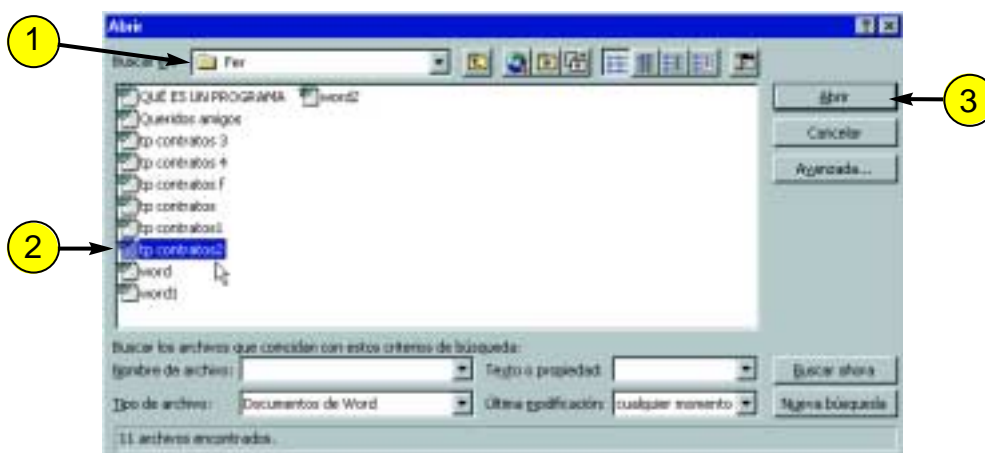 Abrir
1
Buscar en: Fer
QUÉ ES UN PROGRAMA word2
Queridos amigos
tp contratos 3
tp contratos 4
tp contratos f
tp contratos
tp contratos1
tp contratos2
word
word1
2
Abrir
3
Cancelar
Avanzada...
Buscar los archivos que coincidan con estos criterios de búsqueda:
Nombre de archivo: Texto o propiedad: Buscar ahora
Tipo de archivo: Documentos de Word Última modificación: cualquier momento Nueva búsqueda
11 archivos encontrados.